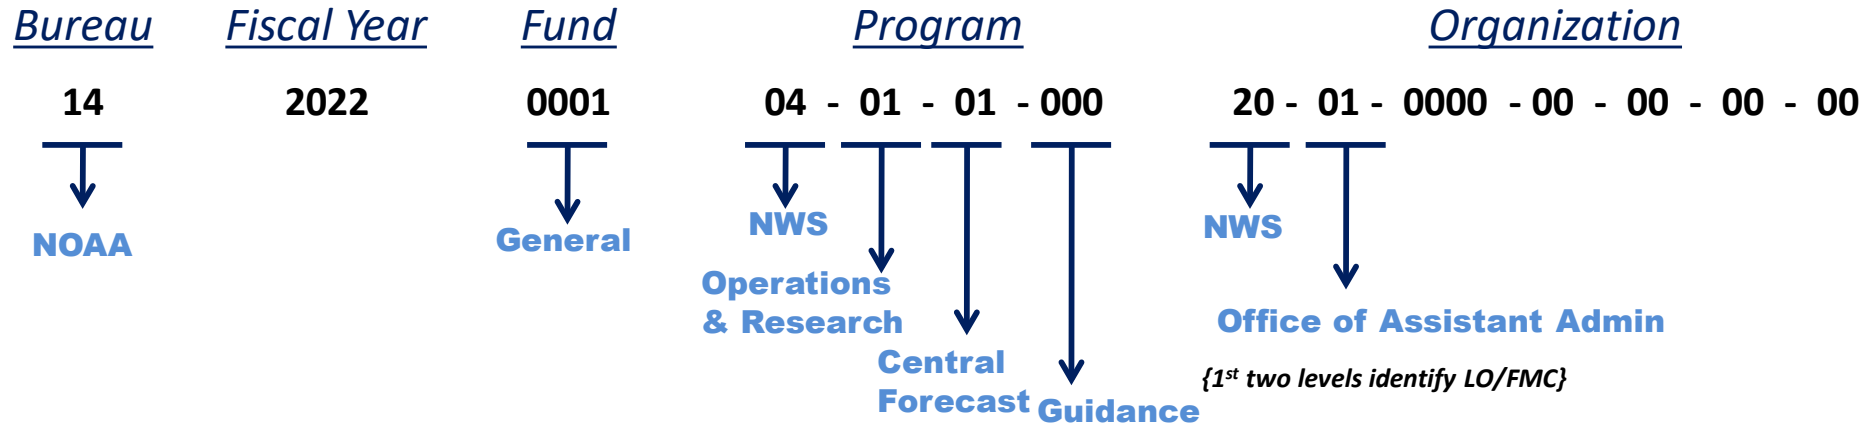 Bureau Fiscal Year Fund Program Organization
14 2022 0001 04 - 01 - 01 - 000 20 - 01 - 0000 - 00 - 00 - 00 - 00
NOAA
General
NWS
Operations
& Research
Central
Forecast
Guidance
NWS
Office of Assistant Admin
{1st two levels identify LO/FMC}